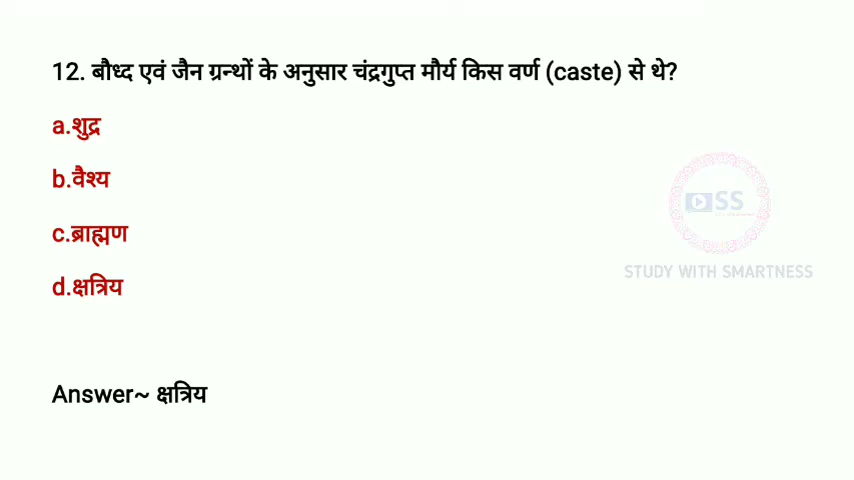 12. बौध्द एवं जैन ग्रन्थों के अनुसार चंद्रगुप्त मौर्य किस वर्ण (caste) से थे?
a.शुद्र
b.वैश्य
c.ब्राह्मण
d.क्षत्रिय
SS
STUDY WITH SMARTNESS
Answer~ क्षत्रिय